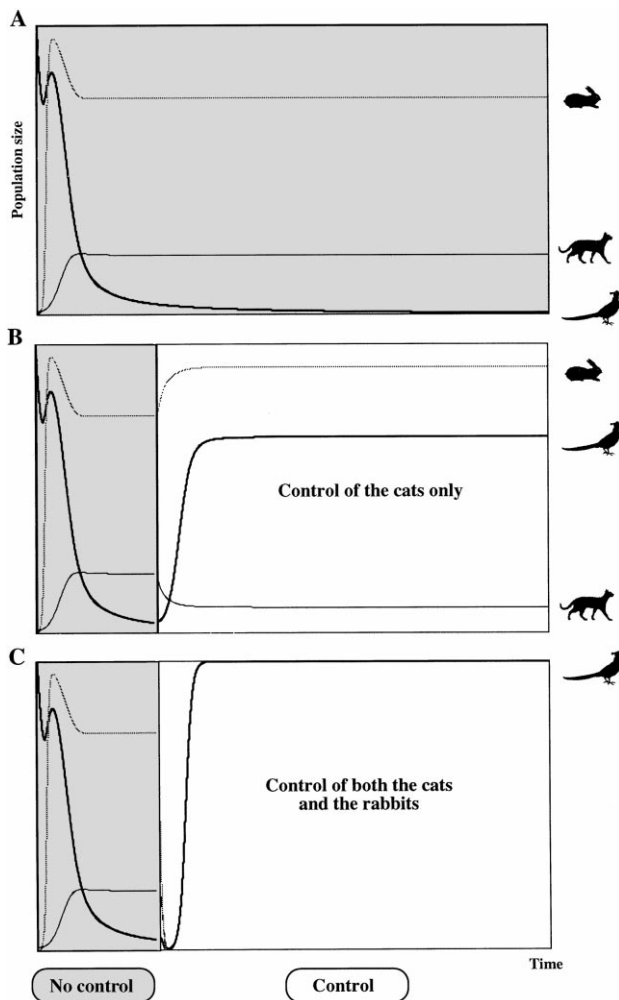 A
Population size
B
Control of the cats only
C
Control of both the cats
and the rabbits
Time
No control
Control